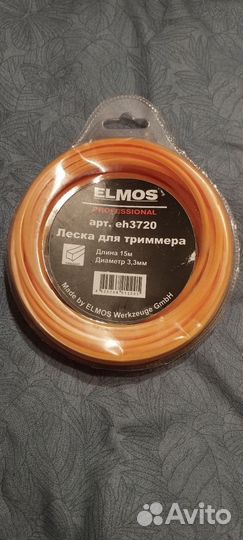 ELMOS
PROFESSIONAL
арт. eh3720
Леска для триммера
Длина 15м
Диаметр 3,3мм
Made by ELMOS Werkzeuge GmbH
Avito